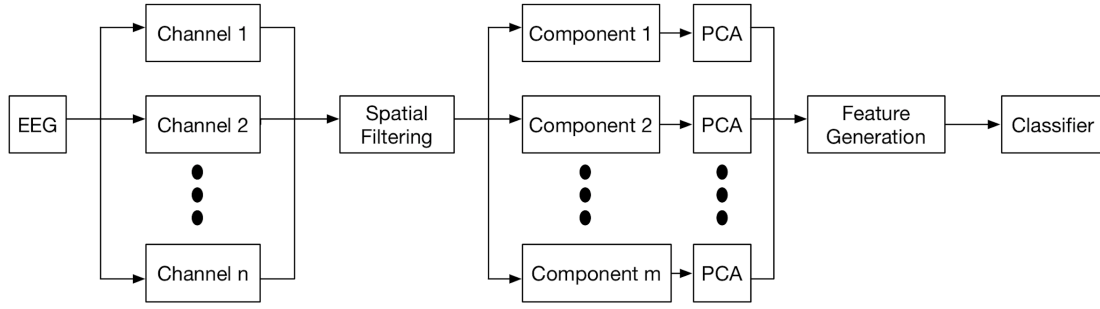 EEG
Channel 1
Channel 2
Channel n
Spatial
Filtering
Component 1
PCA
Component 2
PCA
Component m
PCA
Feature
Generation
Classifier